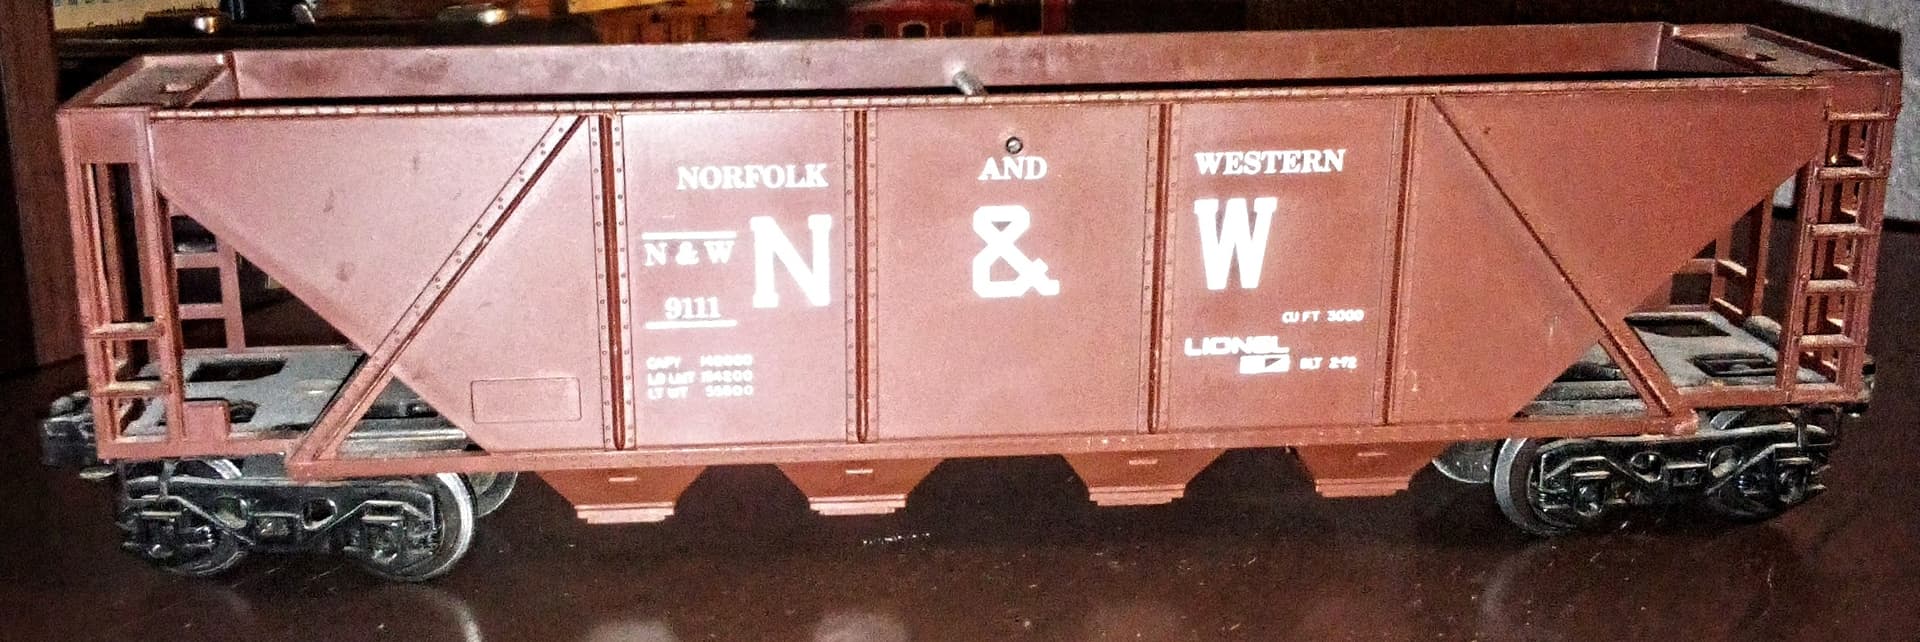 NORFOLK AND WESTERN
N & W
N & W
9111
CAPY 140000
LD LMT 154200
LT WT 55800
CU FT 3000
LIONEL
BLT 2-72